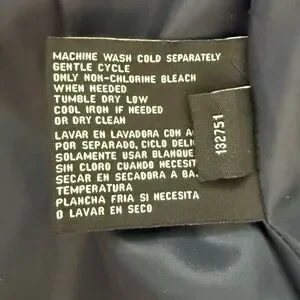 MACHINE WASH COLD SEPARATELY
GENTLE CYCLE
ONLY NON-CHLORINE BLEACH
WHEN NEEDED
TUMBLE DRY LOW
COOL IRON IF NEEDED
OR DRY CLEAN
LAVAR EN LAVADORA CON
POR SEPARADO, CICLO
SOLAMENTE USAR
SIN CLORO CUANDO
SECAR EN SECADORA A
TEMPERATURA
PLANCHA FRIA SI NECESITA
O LAVAR EN SECO
132751